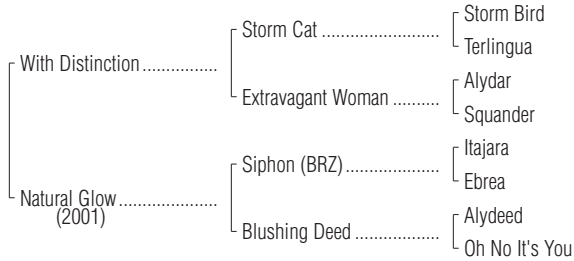 Storm Bird
Storm Cat ........................
Terlingua
With Distinction ...............
Alydar
Extravagant Woman ..........
Squander
Itajara
Siphon (BRZ) ....................
Ebrea
Natural Glow ....................
(2001)
Alydeed
Blushing Deed ..................
Oh No It's You